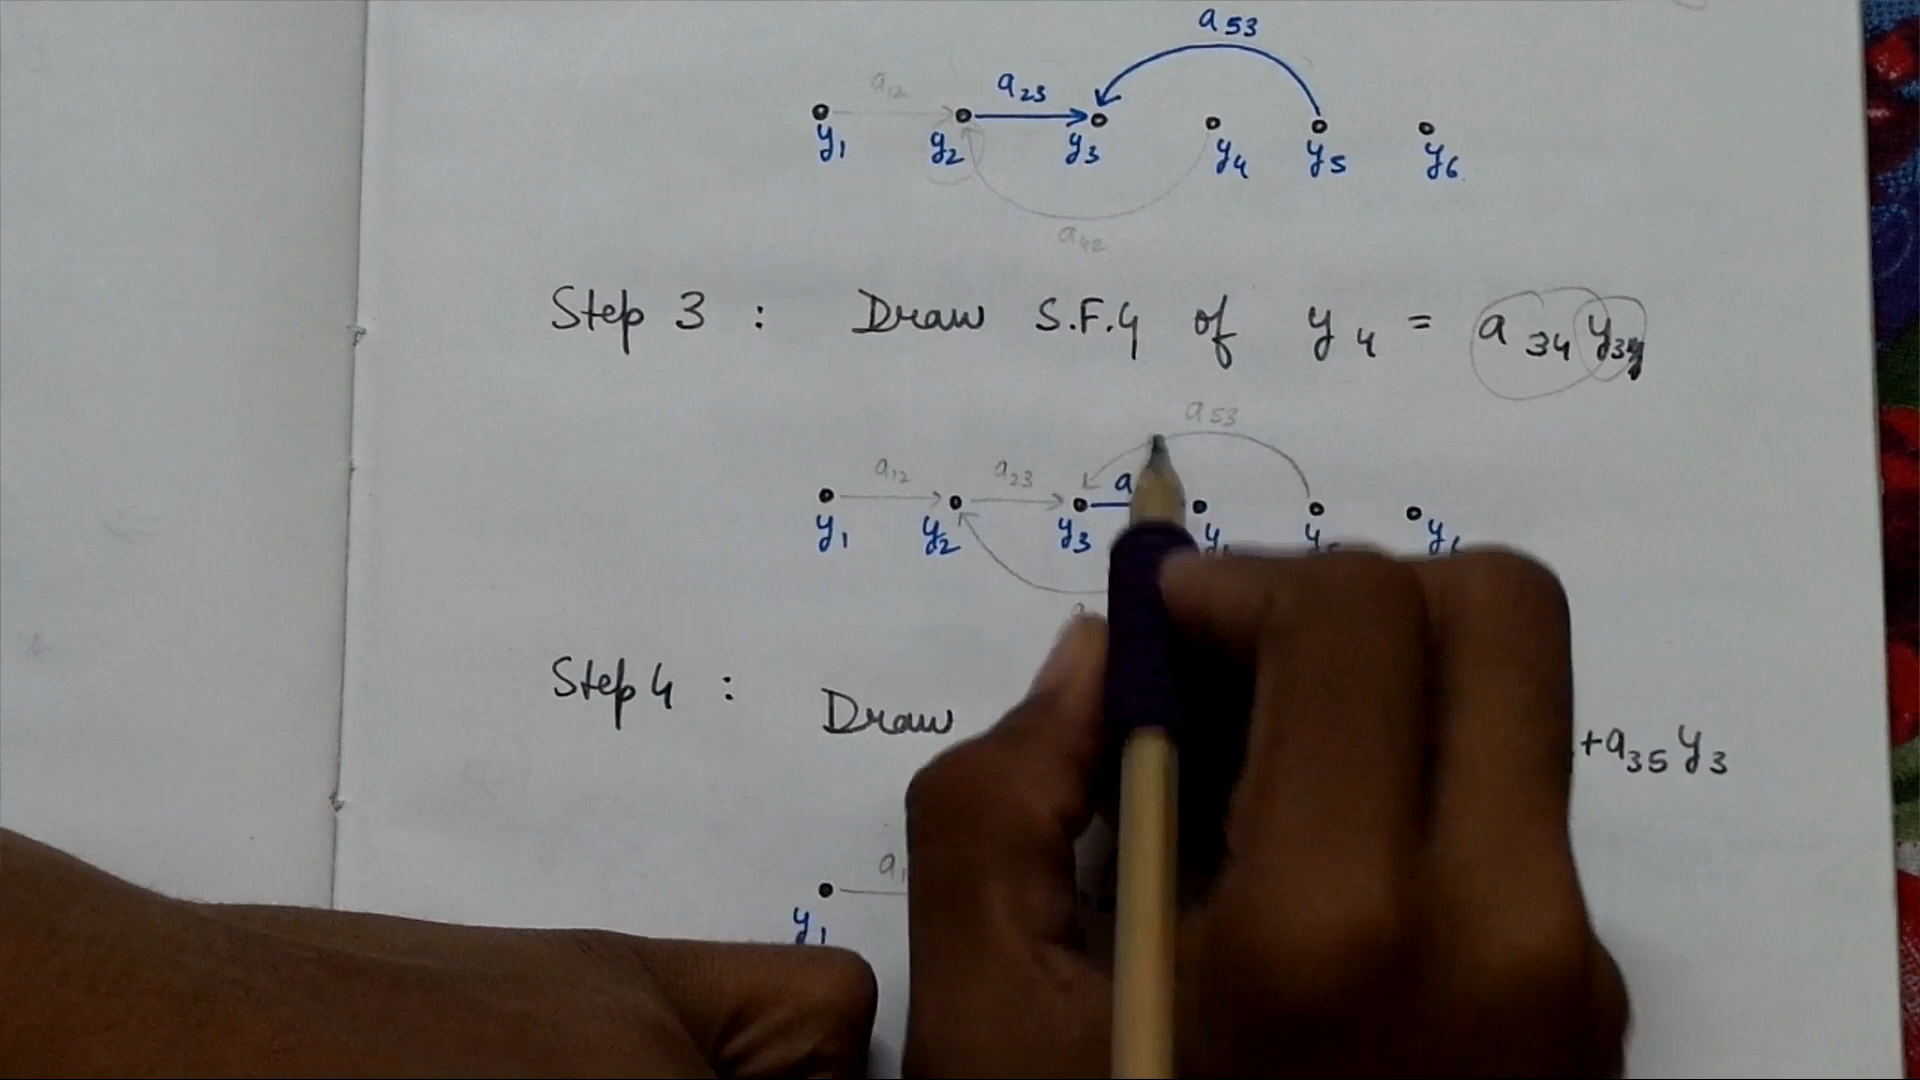 a53
a12 a23
y1 y2 y3 y4 y5 y6
a42
Step 3 : Draw S.F.G of y4 = a34 y3
a53
a12 a23 a
y1 y2 y3
Step 4 : Draw +a35 y3
y1